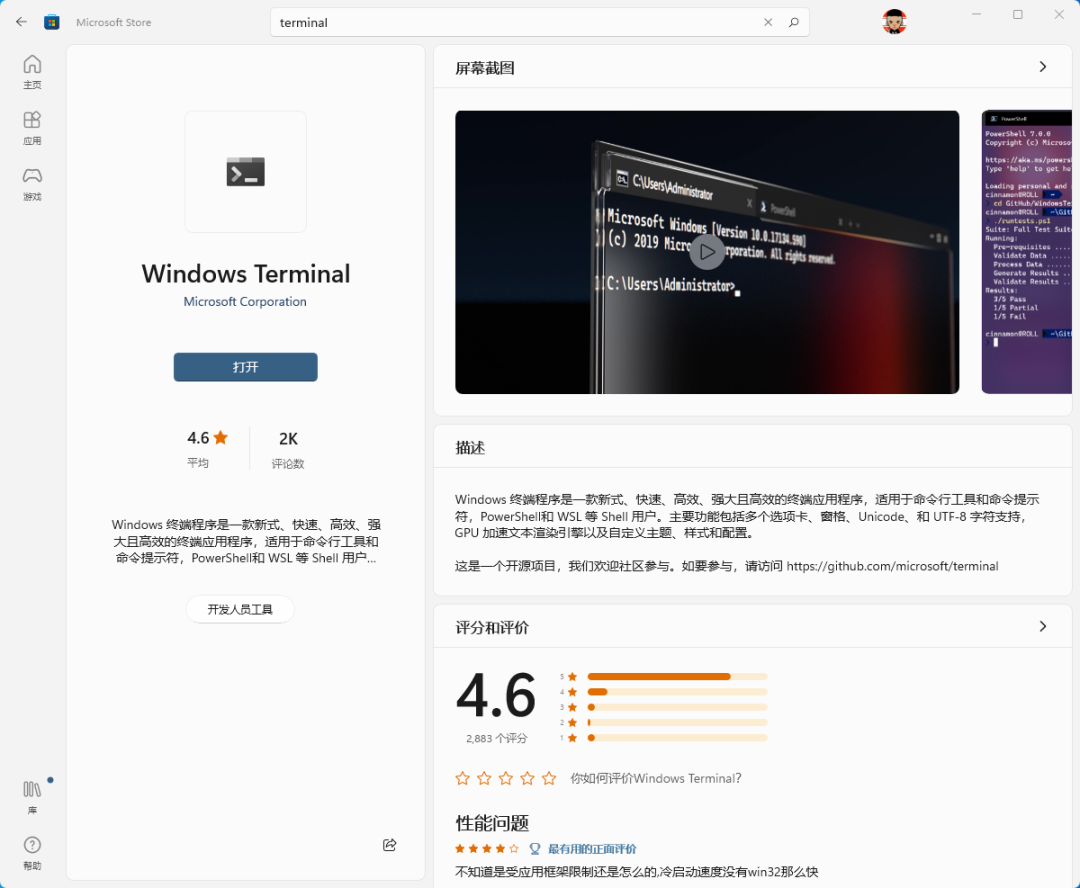 Microsoft Store
terminal
主页
应用
游戏
库
帮助
Windows Terminal
Microsoft Corporation
打开
4.6
平均
2K
评论数
Windows 终端程序是一款新式、快速、高效、强
大且高效的终端应用程序，适用于命令行工具和
命令提示符，PowerShell和 WSL 等 Shell 用户...
开发人员工具
屏幕截图
C:\Users\Administrator
PowerShell
Microsoft Windows [Version 10.0.17134.590]
(c) 2019 Micro rporation. All rights reserved.
C:\Users\Administrator>
PowerShell
PowerShell 7.0.0
Copyright (c) Microso
https://aka.ms/powers
Type 'help' to get he
Loading personal and
cinnamon@ROLL
cd GitHub/WindowsTe
cinnamon@ROLL ~\Git
./runtests.ps1
Suite: Full Test Suit
Running:
Pre-requisites ....
Validate Data .....
Process Data ......
Generate Results ..
Validate Results ..
Results:
3/5 Pass
1/5 Partial
1/5 Fail
cinnamon@ROLL ~\Git
描述
Windows 终端程序是一款新式、快速、高效、强大且高效的终端应用程序，适用于命令行工具和命令提示
符，PowerShell和 WSL 等 Shell 用户。主要功能包括多个选项卡、窗格、Unicode、和 UTF-8 字符支持，
GPU 加速文本渲染引擎以及自定义主题、样式和配置。
这是一个开源项目，我们欢迎社区参与。如要参与，请访问 https://github.com/microsoft/terminal
评分和评价
4.6
2,883 个评分
5
4
3
2
1
你如何评价Windows Terminal?
性能问题
最有用的正面评价
不知道是受应用框架限制还是怎么的,冷启动速度没有win32那么快